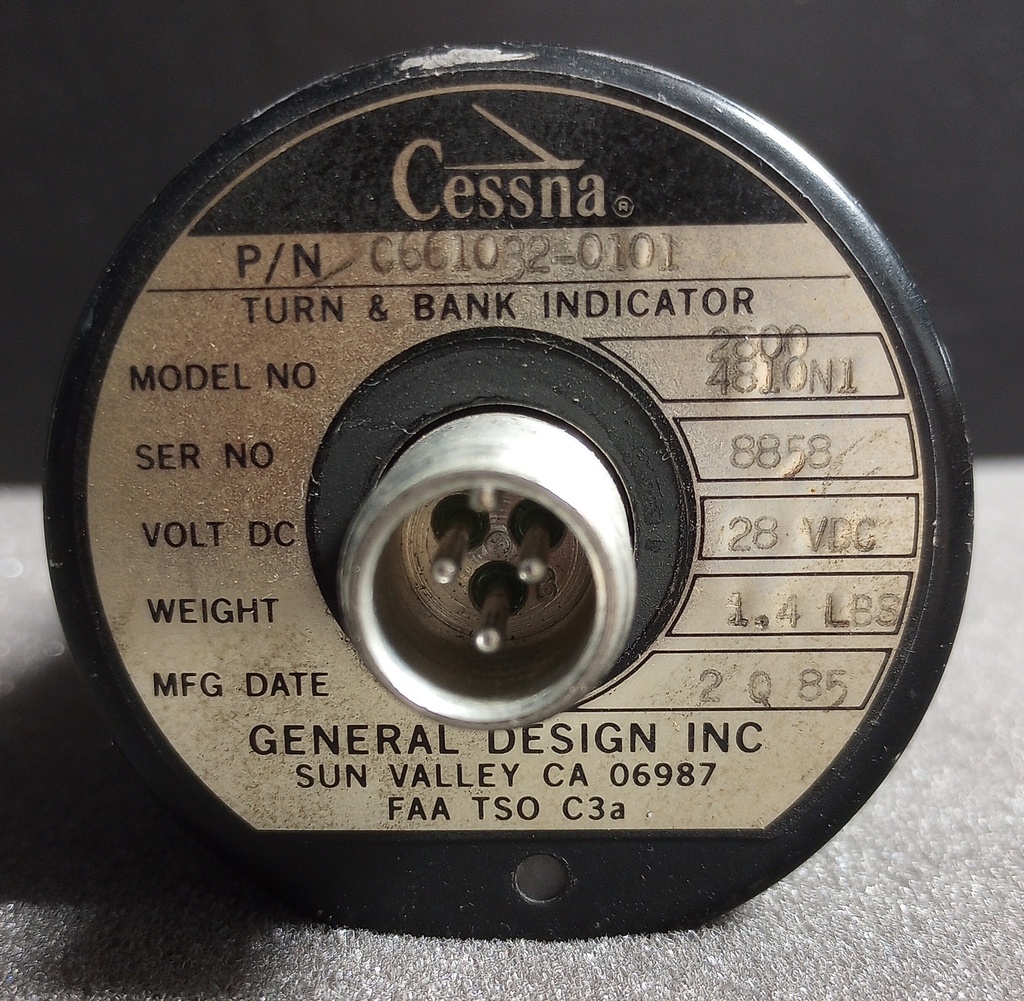 Cessna®
P/N C661032-0101
TURN & BANK INDICATOR
2600
MODEL NO 4810N1
SER NO 8858
VOLT DC 28 VDC
WEIGHT 1.4 LBS
MFG DATE 2 Q 85
GENERAL DESIGN INC
SUN VALLEY CA 06987
FAA TSO C3a